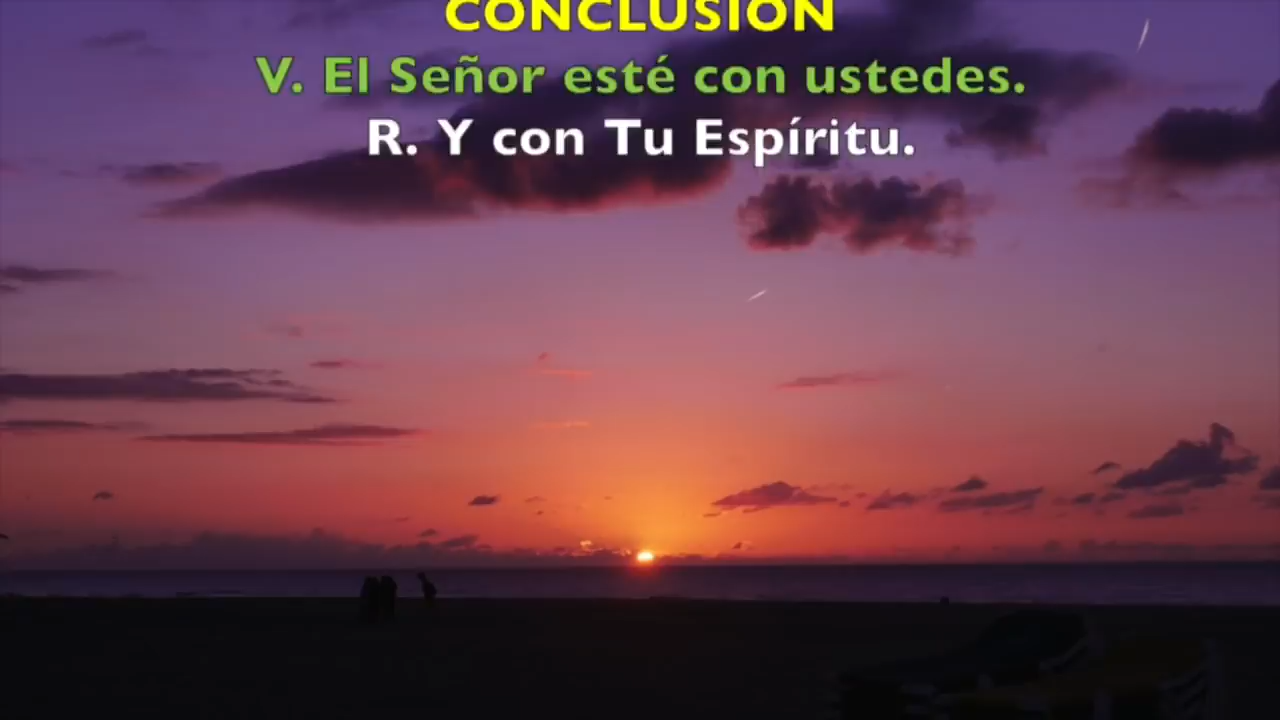 CONCLUSIÓN
V. El Señor esté con ustedes.
R. Y con Tu Espíritu.